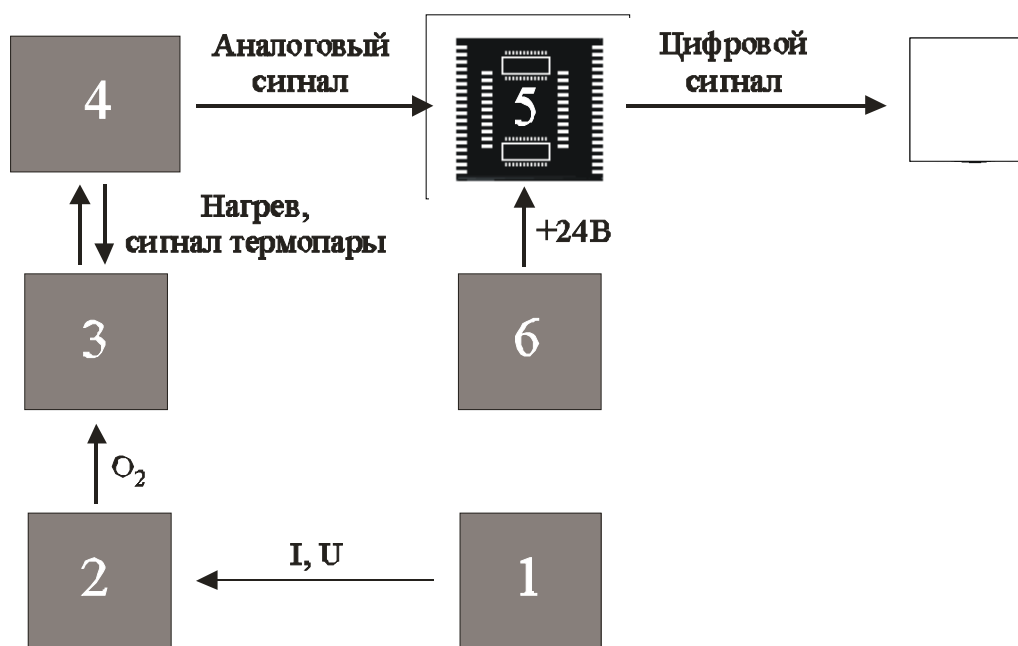 Аналоговый
сигнал
Цифровой
сигнал
4
5
Нагрев,
сигнал термопары
+24В
3
6
O₂
I, U
2
1